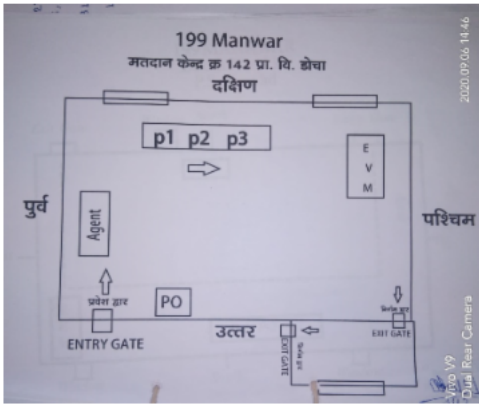 199 Manwar
मतदान केन्द्र क्र 142 प्रा. वि. डोचा
दक्षिण
p1 p2 p3
E
V
M
पुर्व
Agent
पश्चिम
प्रवेश द्वार
PO
ENTRY GATE
उत्तर
EXIT GATE
EXIT GATE
2020.09.06 14:46
Vivo V9
Dual Rear Camera